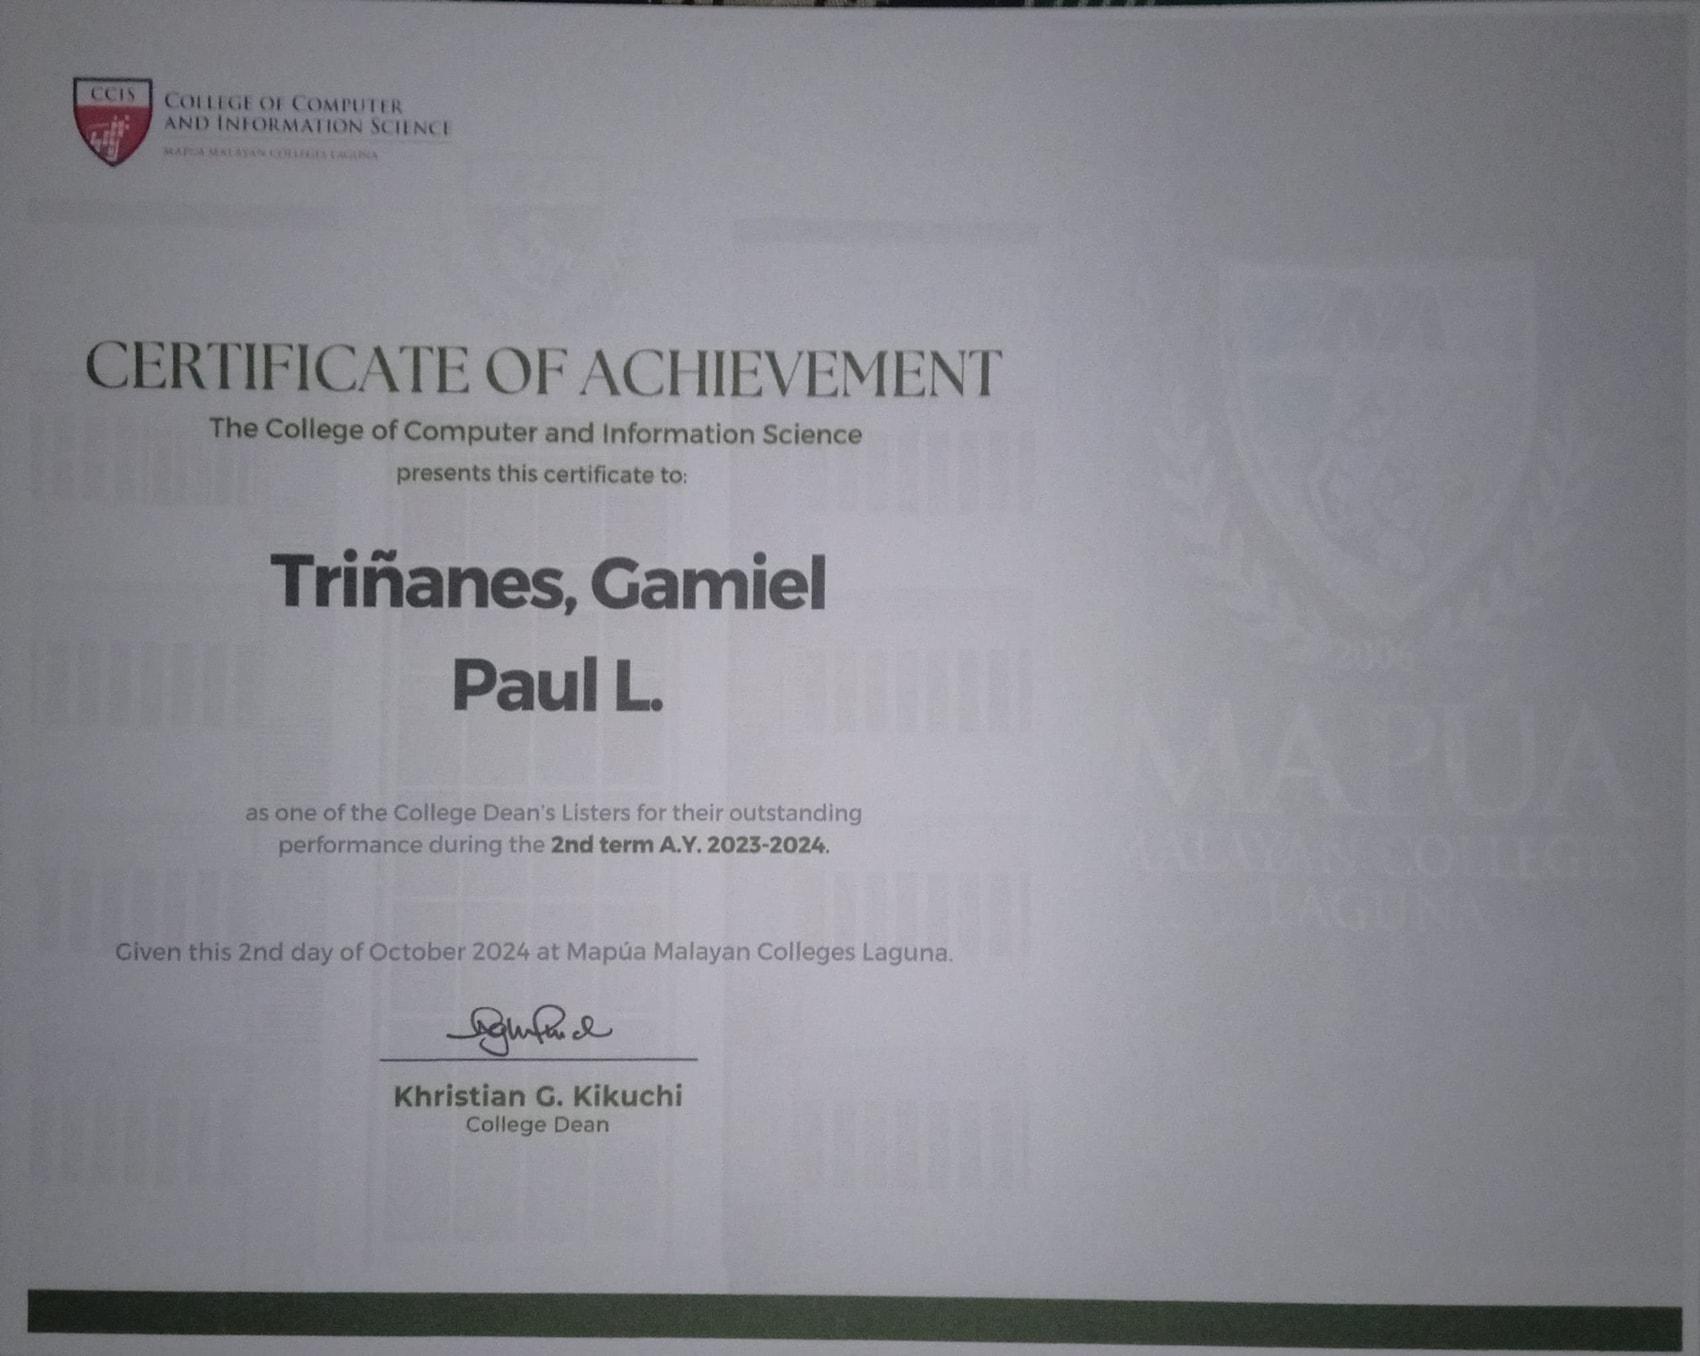 CCIS
COLLEGE OF COMPUTER
AND INFORMATION SCIENCE
MAPÚA MALAYAN COLLEGES LAGUNA
CERTIFICATE OF ACHIEVEMENT
The College of Computer and Information Science
presents this certificate to:
Triñanes, Gamiel
Paul L.
as one of the College Dean's Listers for their outstanding
performance during the 2nd term A.Y. 2023-2024.
Given this 2nd day of October 2024 at Mapúa Malayan Colleges Laguna.
Khristian G. Kikuchi
College Dean
2006
MAPÚA
MALAYAN COLLEGES
LAGUNA